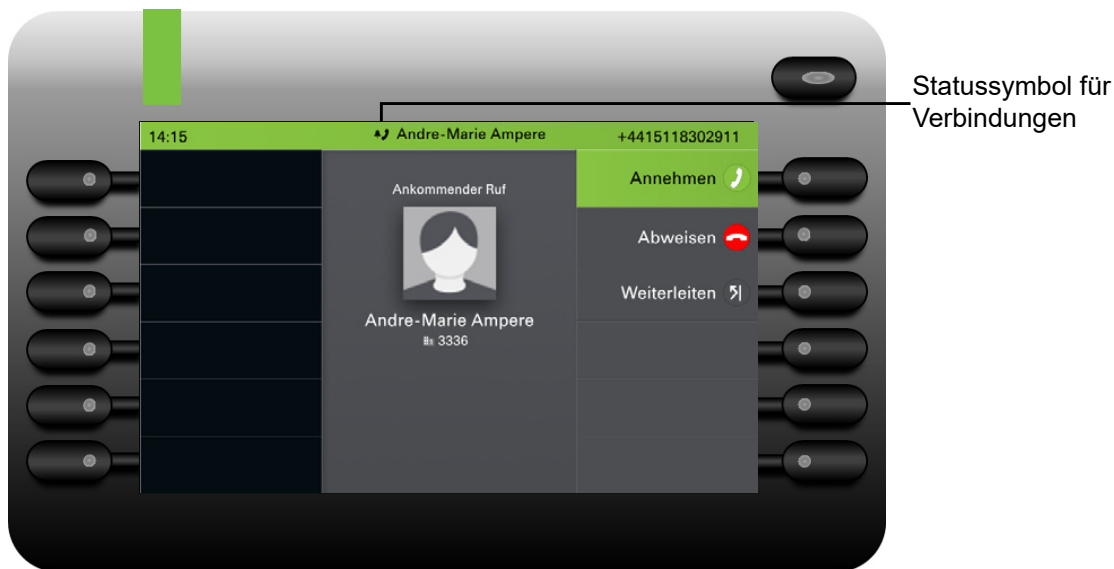 Statussymbol für
Verbindungen
14:15 Andre-Marie Ampere +4415118302911
Ankommender Ruf
Annehmen
Abweisen
Weiterleiten
Andre-Marie Ampere
3336